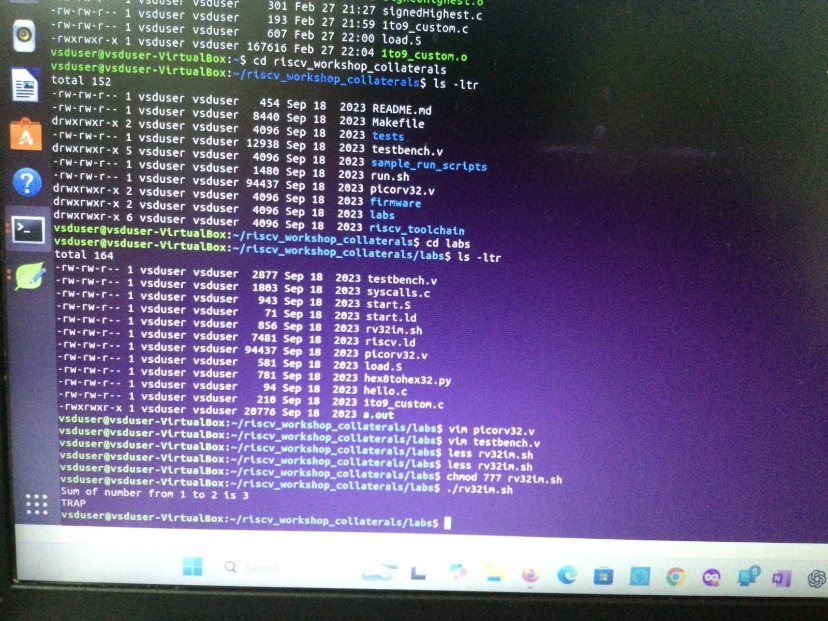 301 Feb 27 21:27 signedHighest.c
-rw-rw-r-- 1 vsduser vsduser 193 Feb 27 21:59 1to9_custom.c
-rw-rw-r-- 1 vsduser vsduser 607 Feb 27 22:00 load.S
-rwxrwxr-x 1 vsduser vsduser 167616 Feb 27 22:04 1to9_custom.o
vsduser@vsduser-VirtualBox:~$ cd riscv_workshop_collaterals
vsduser@vsduser-VirtualBox:~/riscv_workshop_collaterals$ ls -ltr
total 152
-rw-rw-r-- 1 vsduser vsduser 454 Sep 18 2023 README.md
-rw-rw-r-- 1 vsduser vsduser 8440 Sep 18 2023 Makefile
drwxrwxr-x 2 vsduser vsduser 4096 Sep 18 2023 tests
-rw-rw-r-- 1 vsduser vsduser 12938 Sep 18 2023 testbench.v
drwxrwxr-x 5 vsduser vsduser 4096 Sep 18 2023 sample_run_scripts
-rw-rw-r-- 1 vsduser vsduser 1480 Sep 18 2023 run.sh
-rw-rw-r-- 1 vsduser vsduser 94437 Sep 18 2023 picorv32.v
drwxrwxr-x 2 vsduser vsduser 4096 Sep 18 2023 firmware
drwxrwxr-x 2 vsduser vsduser 4096 Sep 18 2023 labs
drwxrwxr-x 6 vsduser vsduser 4096 Sep 18 2023 riscv_toolchain
vsduser@vsduser-VirtualBox:~/riscv_workshop_collaterals$ cd labs
vsduser@vsduser-VirtualBox:~/riscv_workshop_collaterals/labs$ ls -ltr
total 164
-rw-rw-r-- 1 vsduser vsduser 2877 Sep 18 2023 testbench.v
-rw-rw-r-- 1 vsduser vsduser 1803 Sep 18 2023 syscalls.c
-rw-rw-r-- 1 vsduser vsduser 943 Sep 18 2023 start.S
-rw-rw-r-- 1 vsduser vsduser 71 Sep 18 2023 start.ld
-rw-rw-r-- 1 vsduser vsduser 856 Sep 18 2023 rv32im.sh
-rw-rw-r-- 1 vsduser vsduser 7481 Sep 18 2023 riscv.ld
-rw-rw-r-- 1 vsduser vsduser 94437 Sep 18 2023 picorv32.v
-rw-rw-r-- 1 vsduser vsduser 581 Sep 18 2023 load.S
-rw-rw-r-- 1 vsduser vsduser 781 Sep 18 2023 hex8tohex32.py
-rw-rw-r-- 1 vsduser vsduser 94 Sep 18 2023 hello.c
-rw-rw-r-- 1 vsduser vsduser 210 Sep 18 2023 1to9_custom.c
-rwxrwxr-x 1 vsduser vsduser 20776 Sep 18 2023 a.out
vsduser@vsduser-VirtualBox:~/riscv_workshop_collaterals/labs$ vim picorv32.v
vsduser@vsduser-VirtualBox:~/riscv_workshop_collaterals/labs$ vim testbench.v
vsduser@vsduser-VirtualBox:~/riscv_workshop_collaterals/labs$ less rv32im.sh
vsduser@vsduser-VirtualBox:~/riscv_workshop_collaterals/labs$ less rv32im.sh
vsduser@vsduser-VirtualBox:~/riscv_workshop_collaterals/labs$ chmod 777 rv32im.sh
vsduser@vsduser-VirtualBox:~/riscv_workshop_collaterals/labs$ ./rv32im.sh
Sum of number from 1 to 2 is 3
TRAP
vsduser@vsduser-VirtualBox:~/riscv_workshop_collaterals/labs$
Search